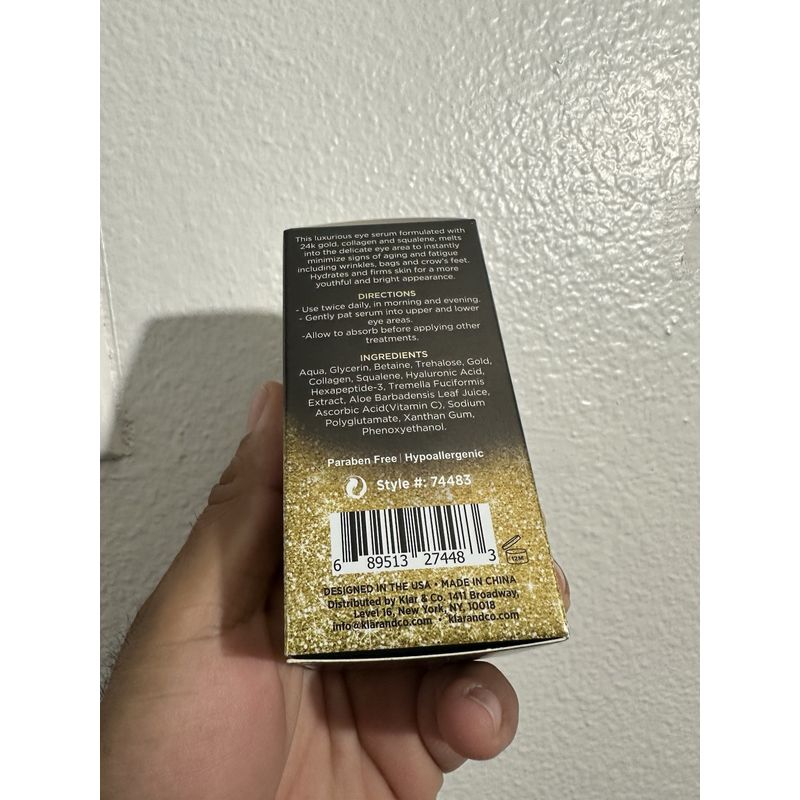 This luxurious eye serum formulated with
24k gold, collagen and squalene, melts
into the delicate eye area to instantly
minimize signs of aging and fatigue
including wrinkles, bags and crow's feet.
Hydrates and firms skin for a more
youthful and bright appearance.
DIRECTIONS
- Use twice daily, in morning and evening.
- Gently pat serum into upper and lower
eye areas.
-Allow to absorb before applying other
treatments.
INGREDIENTS
Aqua, Glycerin, Betaine, Trehalose, Gold,
Collagen, Squalene, Hyaluronic Acid,
Hexapeptide-3, Tremella Fuciformis
Extract, Aloe Barbadensis Leaf Juice,
Ascorbic Acid(Vitamin C), Sodium
Polyglutamate, Xanthan Gum,
Phenoxyethanol.
Paraben Free | Hypoallergenic
Style #: 74483
6 89513 27448 3
12M
DESIGNED IN THE USA • MADE IN CHINA
Distributed by Klar & Co. 1411 Broadway,
Level 16, New York, NY, 10018
info@klarandco.com • klarandco.com